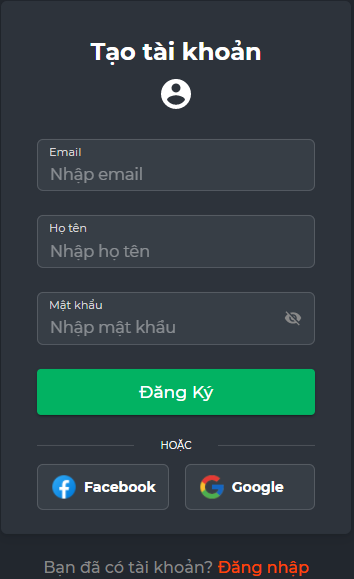 Tạo tài khoản
Email
Nhập email
Họ tên
Nhập họ tên
Mật khẩu
Nhập mật khẩu
Đăng Ký
HOẶC
Facebook
Google
Bạn đã có tài khoản? Đăng nhập